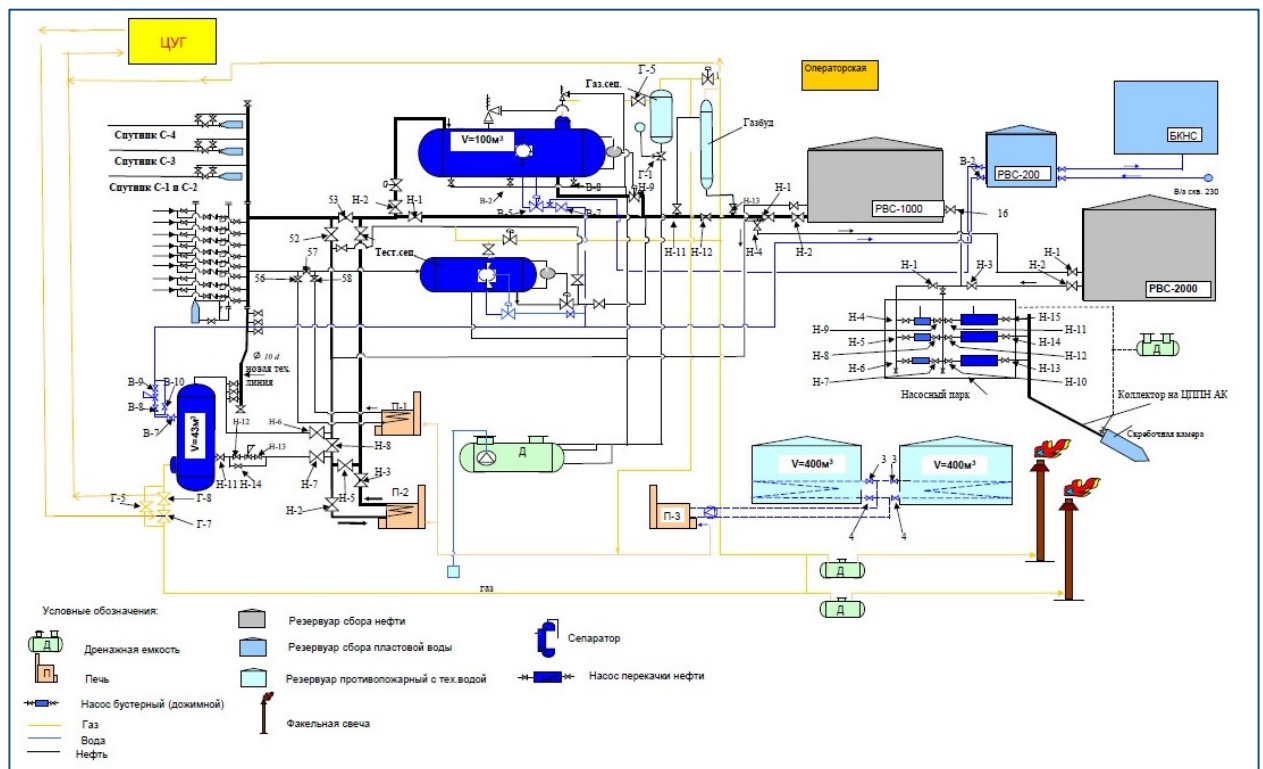 ЦУГ
Операторская
Г-5
Газ.сеп.
Газбуд
V=100м³
Спутник С-4
Спутник С-3
Спутник С-1 и С-2
БКНС
В-2
РВС-200
В/з скв. 230
Г-1
В-8
Н-9
В-2
В-5
В-7
Н-2
Н-1
53
52
Н-13
Н-1
РВС-1000
16
Н-11
Н-12
Н-4
Н-2
Тест.сеп.
57
56
58
Н-1
Н-3
Н-1
Н-2
РВС-2000
Н-4
Н-9
Н-5
Н-8
Н-6
Н-7
Н-15
Н-11
Н-14
Н-12
Н-13
Н-10
Д
Насосный парк
Коллектор на ЦППН АК
Скребочная камера
Ф 10 d
новая тех.
линия
В-9
В-10
В-8
В-7
V=43м³
Н-12
Н-13
Н-11
Н-14
Н-6
Н-8
Н-7
Н-5
Н-3
Н-2
П-1
П-2
Г-5
Г-8
Г-7
Д
V=400м³
3
3
V=400м³
4
4
П-3
Д
Д
газ
Условные обозначения:
Д
Дренажная емкость
П
Печь
Насос бустерный (дожимной)
Газ
Вода
Нефть
Резервуар сбора нефти
Резервуар сбора пластовой воды
Резервуар противопожарный с тех.водой
Факельная свеча
Сепаратор
Насос перекачки нефти